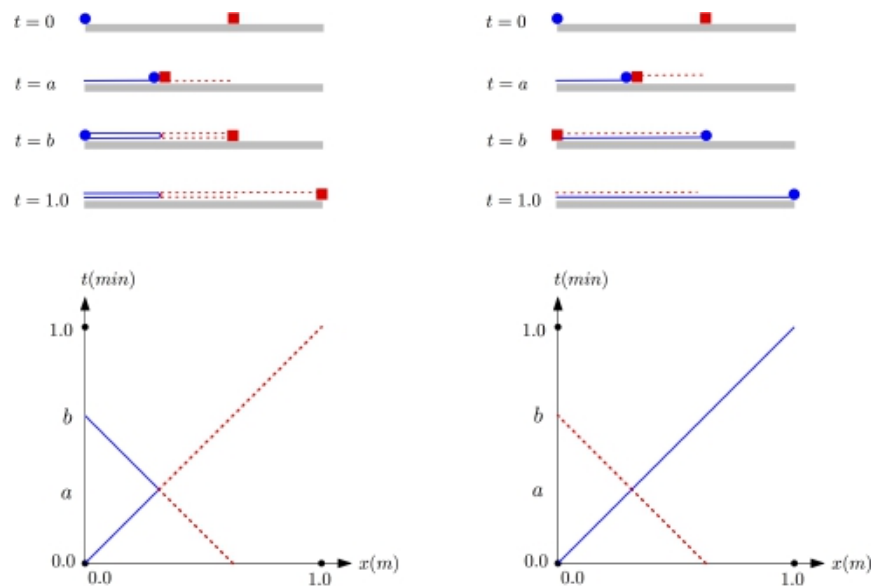 t = 0
t = a
t = b
t = 1.0
t(min)
1.0
b
a
0.0
0.0
1.0
x(m)
t = 0
t = a
t = b
t = 1.0
t(min)
1.0
b
a
0.0
0.0
1.0
x(m)